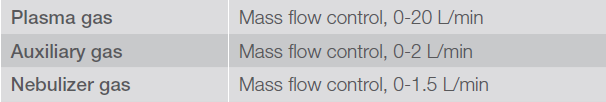 Plasma gas Mass flow control, 0-20 L/min
Auxiliary gas Mass flow control, 0-2 L/min
Nebulizer gas Mass flow control, 0-1.5 L/min